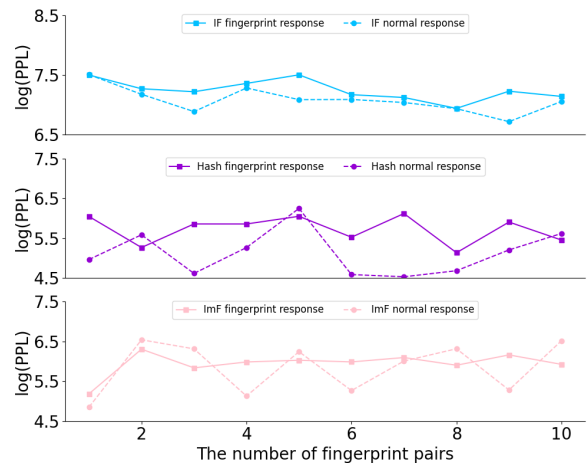 8.5
IF fingerprint response IF normal response
7.5
log(PPL)
6.5
7.5
Hash fingerprint response Hash normal response
6.5
log(PPL)
5.5
4.5
7.5
ImF fingerprint response ImF normal response
6.5
log(PPL)
5.5
4.5
2 4 6 8 10
The number of fingerprint pairs